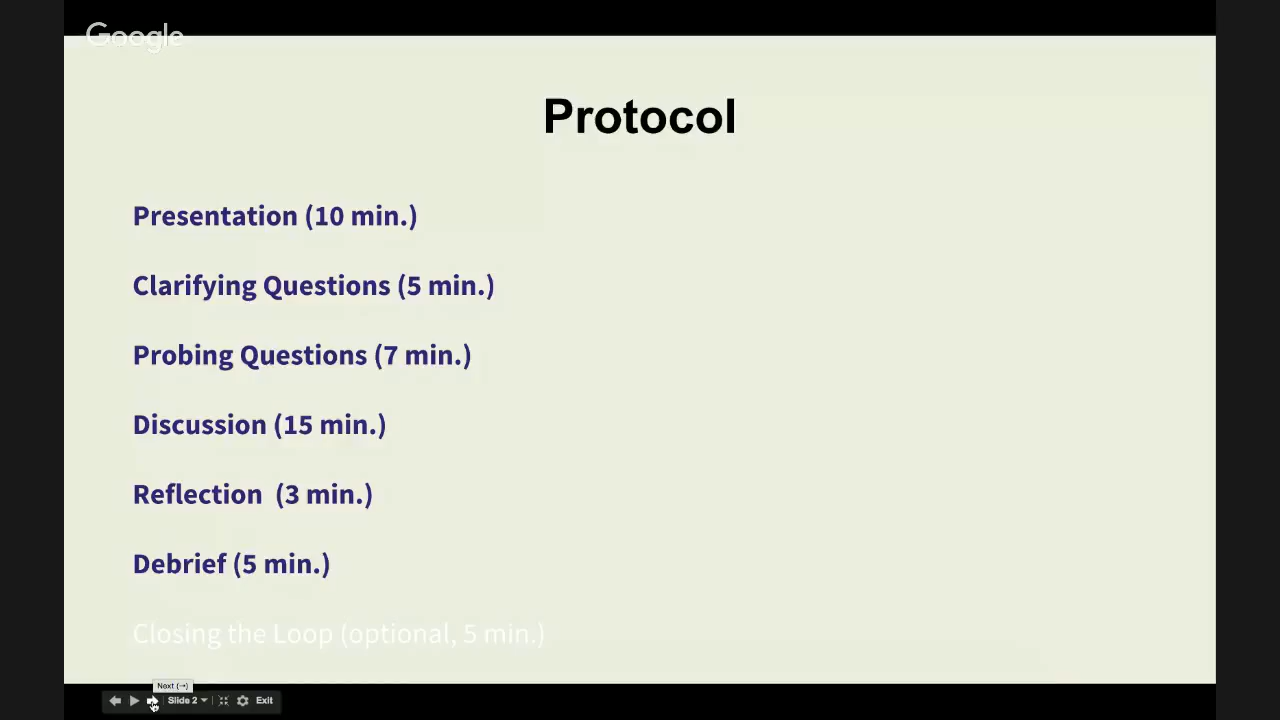 Google
Protocol
Presentation (10 min.)
Clarifying Questions (5 min.)
Probing Questions (7 min.)
Discussion (15 min.)
Reflection  (3 min.)
Debrief (5 min.)
Closing the Loop (optional, 5 min.)
Next (→)
Slide 2
Exit